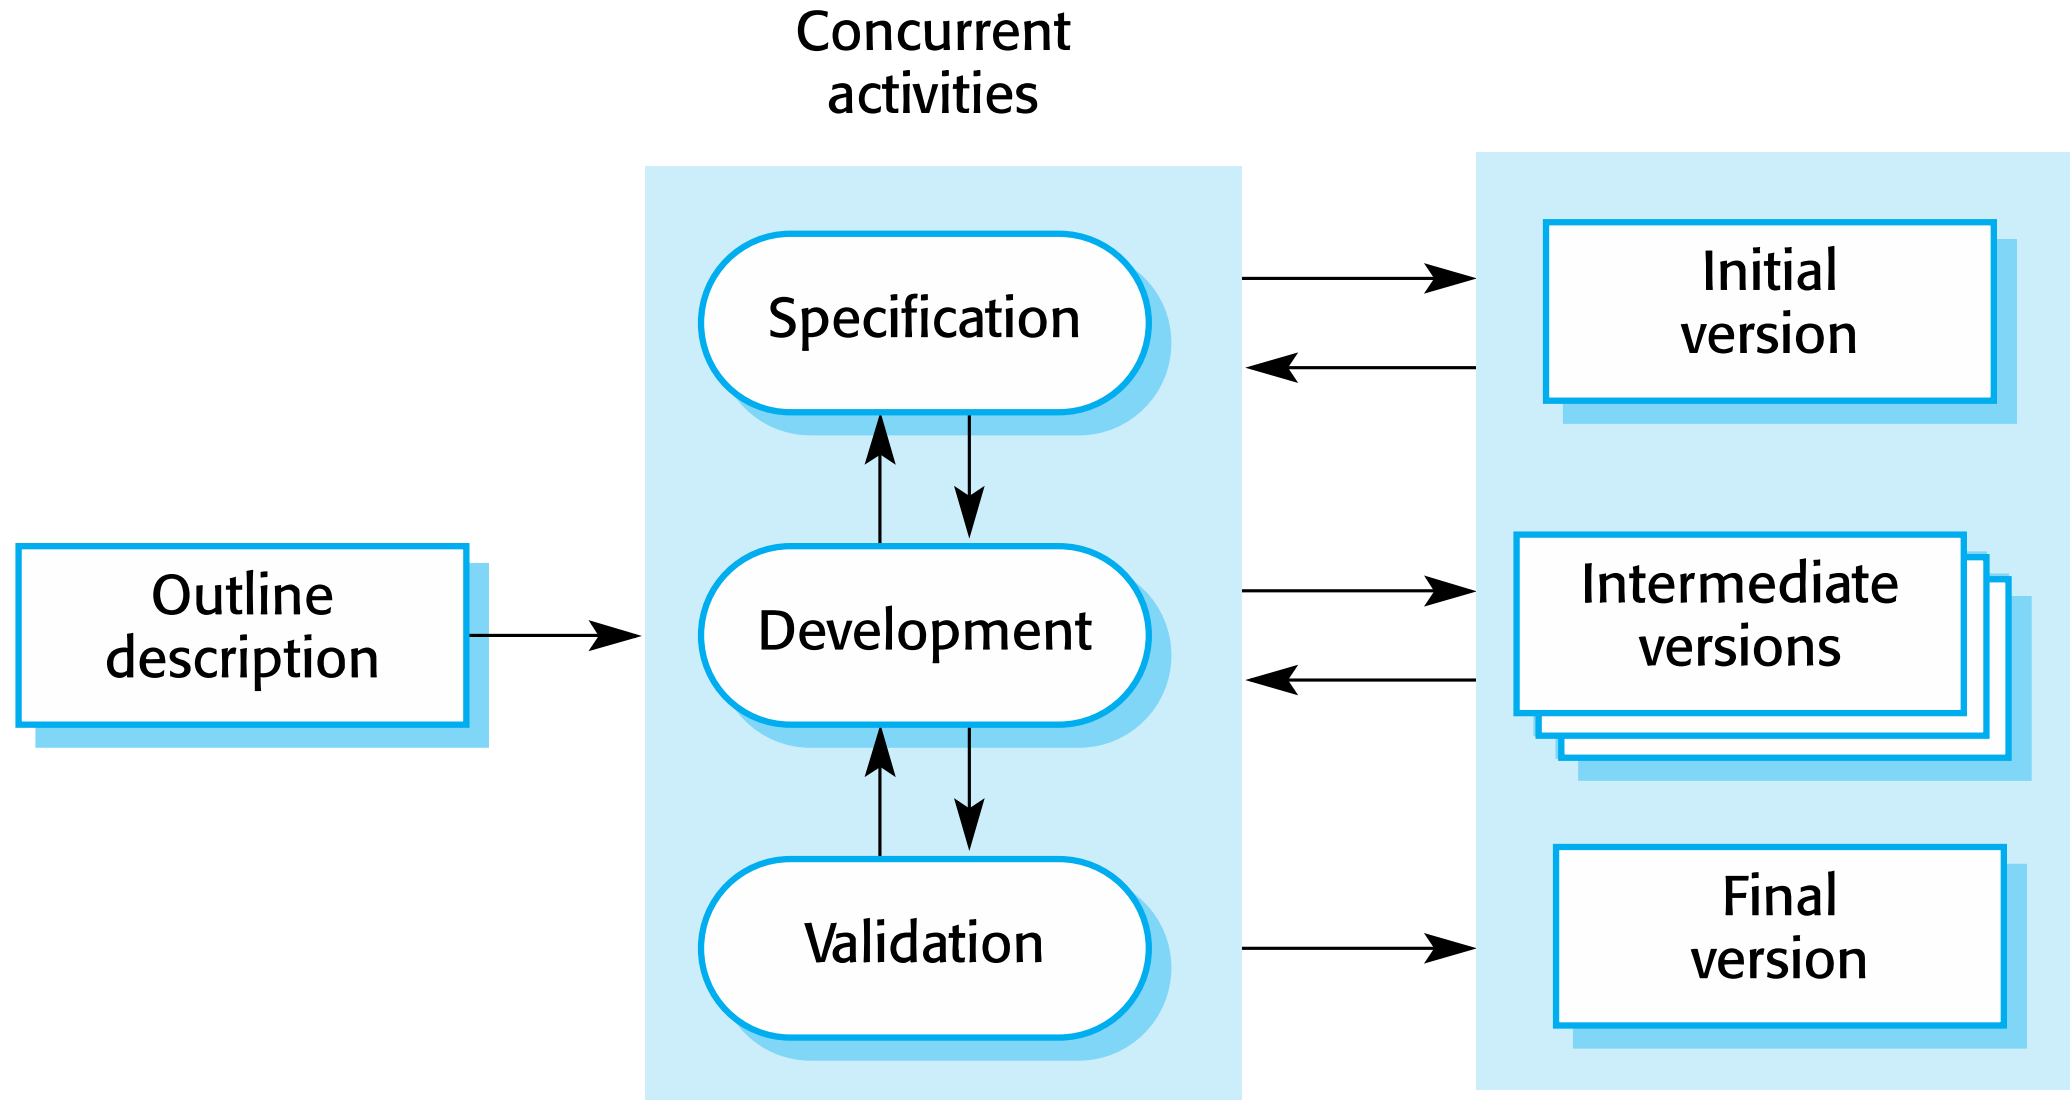 Concurrent
activities
Outline
description
Specification
Development
Validation
Initial
version
Intermediate
versions
Final
version